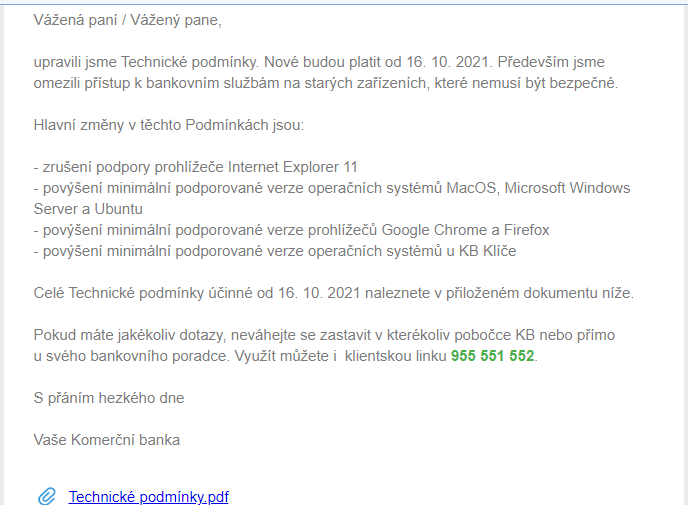 Vážená paní / Vážený pane,
upravili jsme Technické podmínky. Nové budou platit od 16. 10. 2021. Především jsme
omezili přístup k bankovním službám na starých zařízeních, které nemusí být bezpečné.
Hlavní změny v těchto Podmínkách jsou:
- zrušení podpory prohlížeče Internet Explorer 11
- povýšení minimální podporované verze operačních systémů MacOS, Microsoft Windows
Server a Ubuntu
- povýšení minimální podporované verze prohlížečů Google Chrome a Firefox
- povýšení minimální podporované verze operačních systémů u KB Klíče
Celé Technické podmínky účinné od 16. 10. 2021 naleznete v přiloženém dokumentu níže.
Pokud máte jakékoliv dotazy, neváhejte se zastavit v kterékoliv pobočce KB nebo přímo
u svého bankovního poradce. Využít můžete i  klientskou linku 955 551 552.
S přáním hezkého dne
Vaše Komerční banka
Technické podmínky.pdf